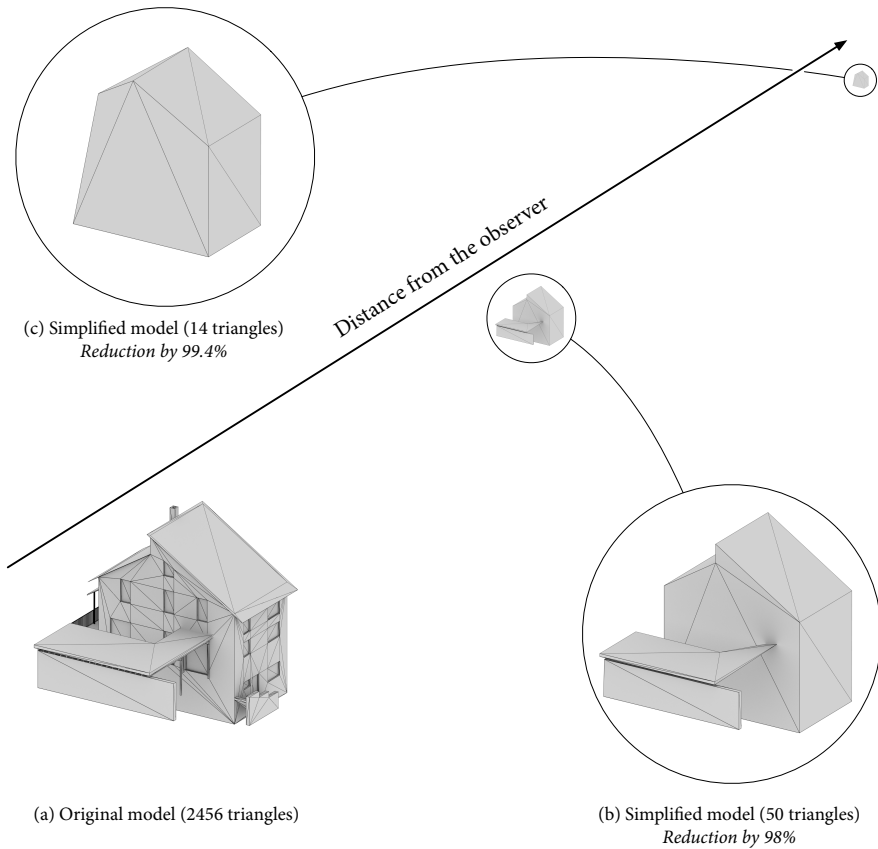 (c) Simplified model (14 triangles)
Reduction by 99.4%
Distance from the observer
(a) Original model (2456 triangles)
(b) Simplified model (50 triangles)
Reduction by 98%